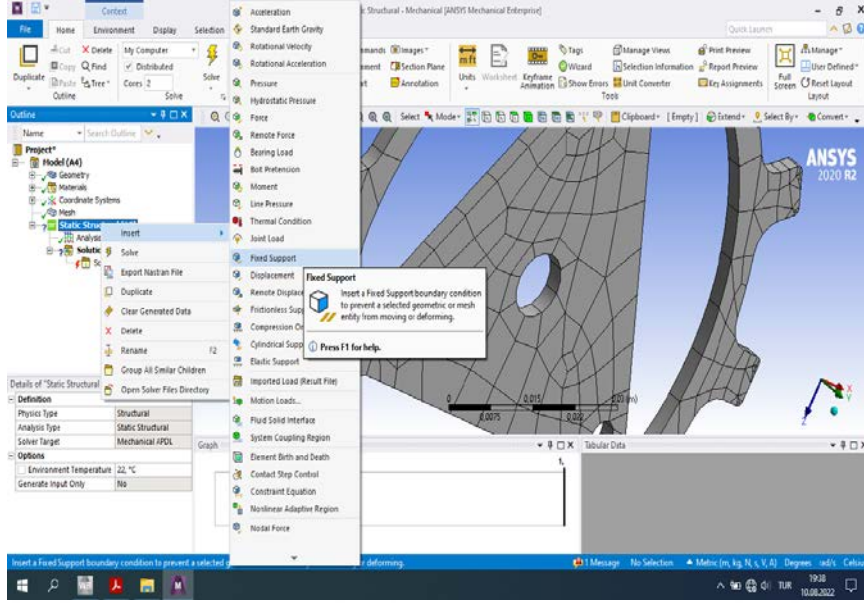 Context
Structural - Mechanical [ANSYS Mechanical Enterprise]
File Home Environment Display Selection
Quick Launch
Duplicate
Cut
Copy
Paste
Delete
Find
Tree
Outline
My Computer
Distributed
Cores 2
Solve
Solve
Images
Section Plane
Annotation
Units
Worksheet
Keyframe Animation
Tags
Wizard
Show Errors
Manage Views
Selection Information
Unit Converter
Print Preview
Report Preview
Key Assignments
Tools
Full Screen
Manage
User Defined
Reset Layout
Layout
Outline
Name Search Outline
Select Mode
Clipboard [Empty] Extend Select By Convert
Project*
Model (A4)
Geometry
Materials
Coordinate Systems
Mesh
Insert
Solve
Export Nastran File
Duplicate
Clear Generated Data
Delete
Rename F2
Group All Similar Children
Open Solver Files Directory
Acceleration
Standard Earth Gravity
Rotational Velocity
Rotational Acceleration
Pressure
Hydrostatic Pressure
Force
Remote Force
Bearing Load
Bolt Pretension
Moment
Line Pressure
Thermal Condition
Joint Load
Fixed Support
Displacement
Remote Displace
Frictionless Supp
Compression On
Cylindrical Supp
Elastic Support
Imported Load (Result File)
Motion Loads...
Fluid Solid Interface
System Coupling Region
Element Birth and Death
Contact Step Control
Constraint Equation
Nonlinear Adaptive Region
Nodal Force
Fixed Support
Insert a Fixed Support boundary condition
to prevent a selected geometric or mesh
entity from moving or deforming.
Press F1 for help.
ANSYS
2020 R2
0,015
0,0075
Details of "Static Structural
Definition
Physics Type Structural
Analysis Type Static Structural
Solver Target Mechanical APDL
Options
Environment Temperature 22, °C
Generate Input Only No
Graph
1,
Tabular Data
Insert a Fixed Support boundary condition to prevent a selected
or deforming.
1 Message No Selection Metric (m, kg, N, s, V, A) Degrees rad/s Celsiu
TUR
19:38
10.08.2022